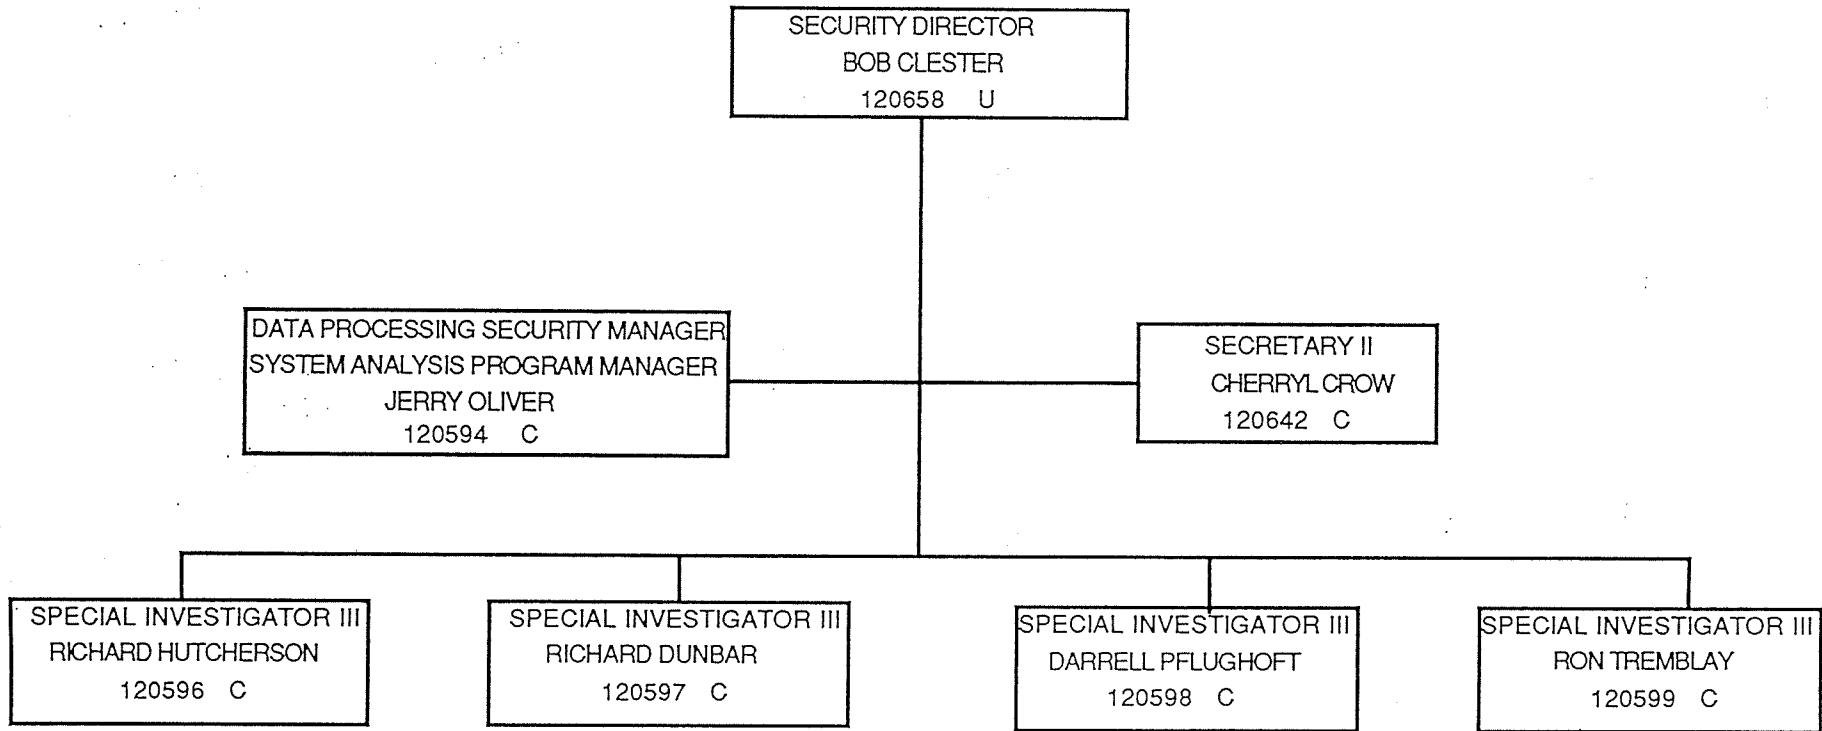 SECURITY DIRECTOR
BOB CLESTER
120658 U
DATA PROCESSING SECURITY MANAGER
SYSTEM ANALYSIS PROGRAM MANAGER
JERRY OLIVER
120594 C
SECRETARY II
CHERRYL CROW
120642 C
SPECIAL INVESTIGATOR III
RICHARD HUTCHERSON
120596 C
SPECIAL INVESTIGATOR III
RICHARD DUNBAR
120597 C
SPECIAL INVESTIGATOR III
DARRELL PFLUGHOFT
120598 C
SPECIAL INVESTIGATOR III
RON TREMBLAY
120599 C